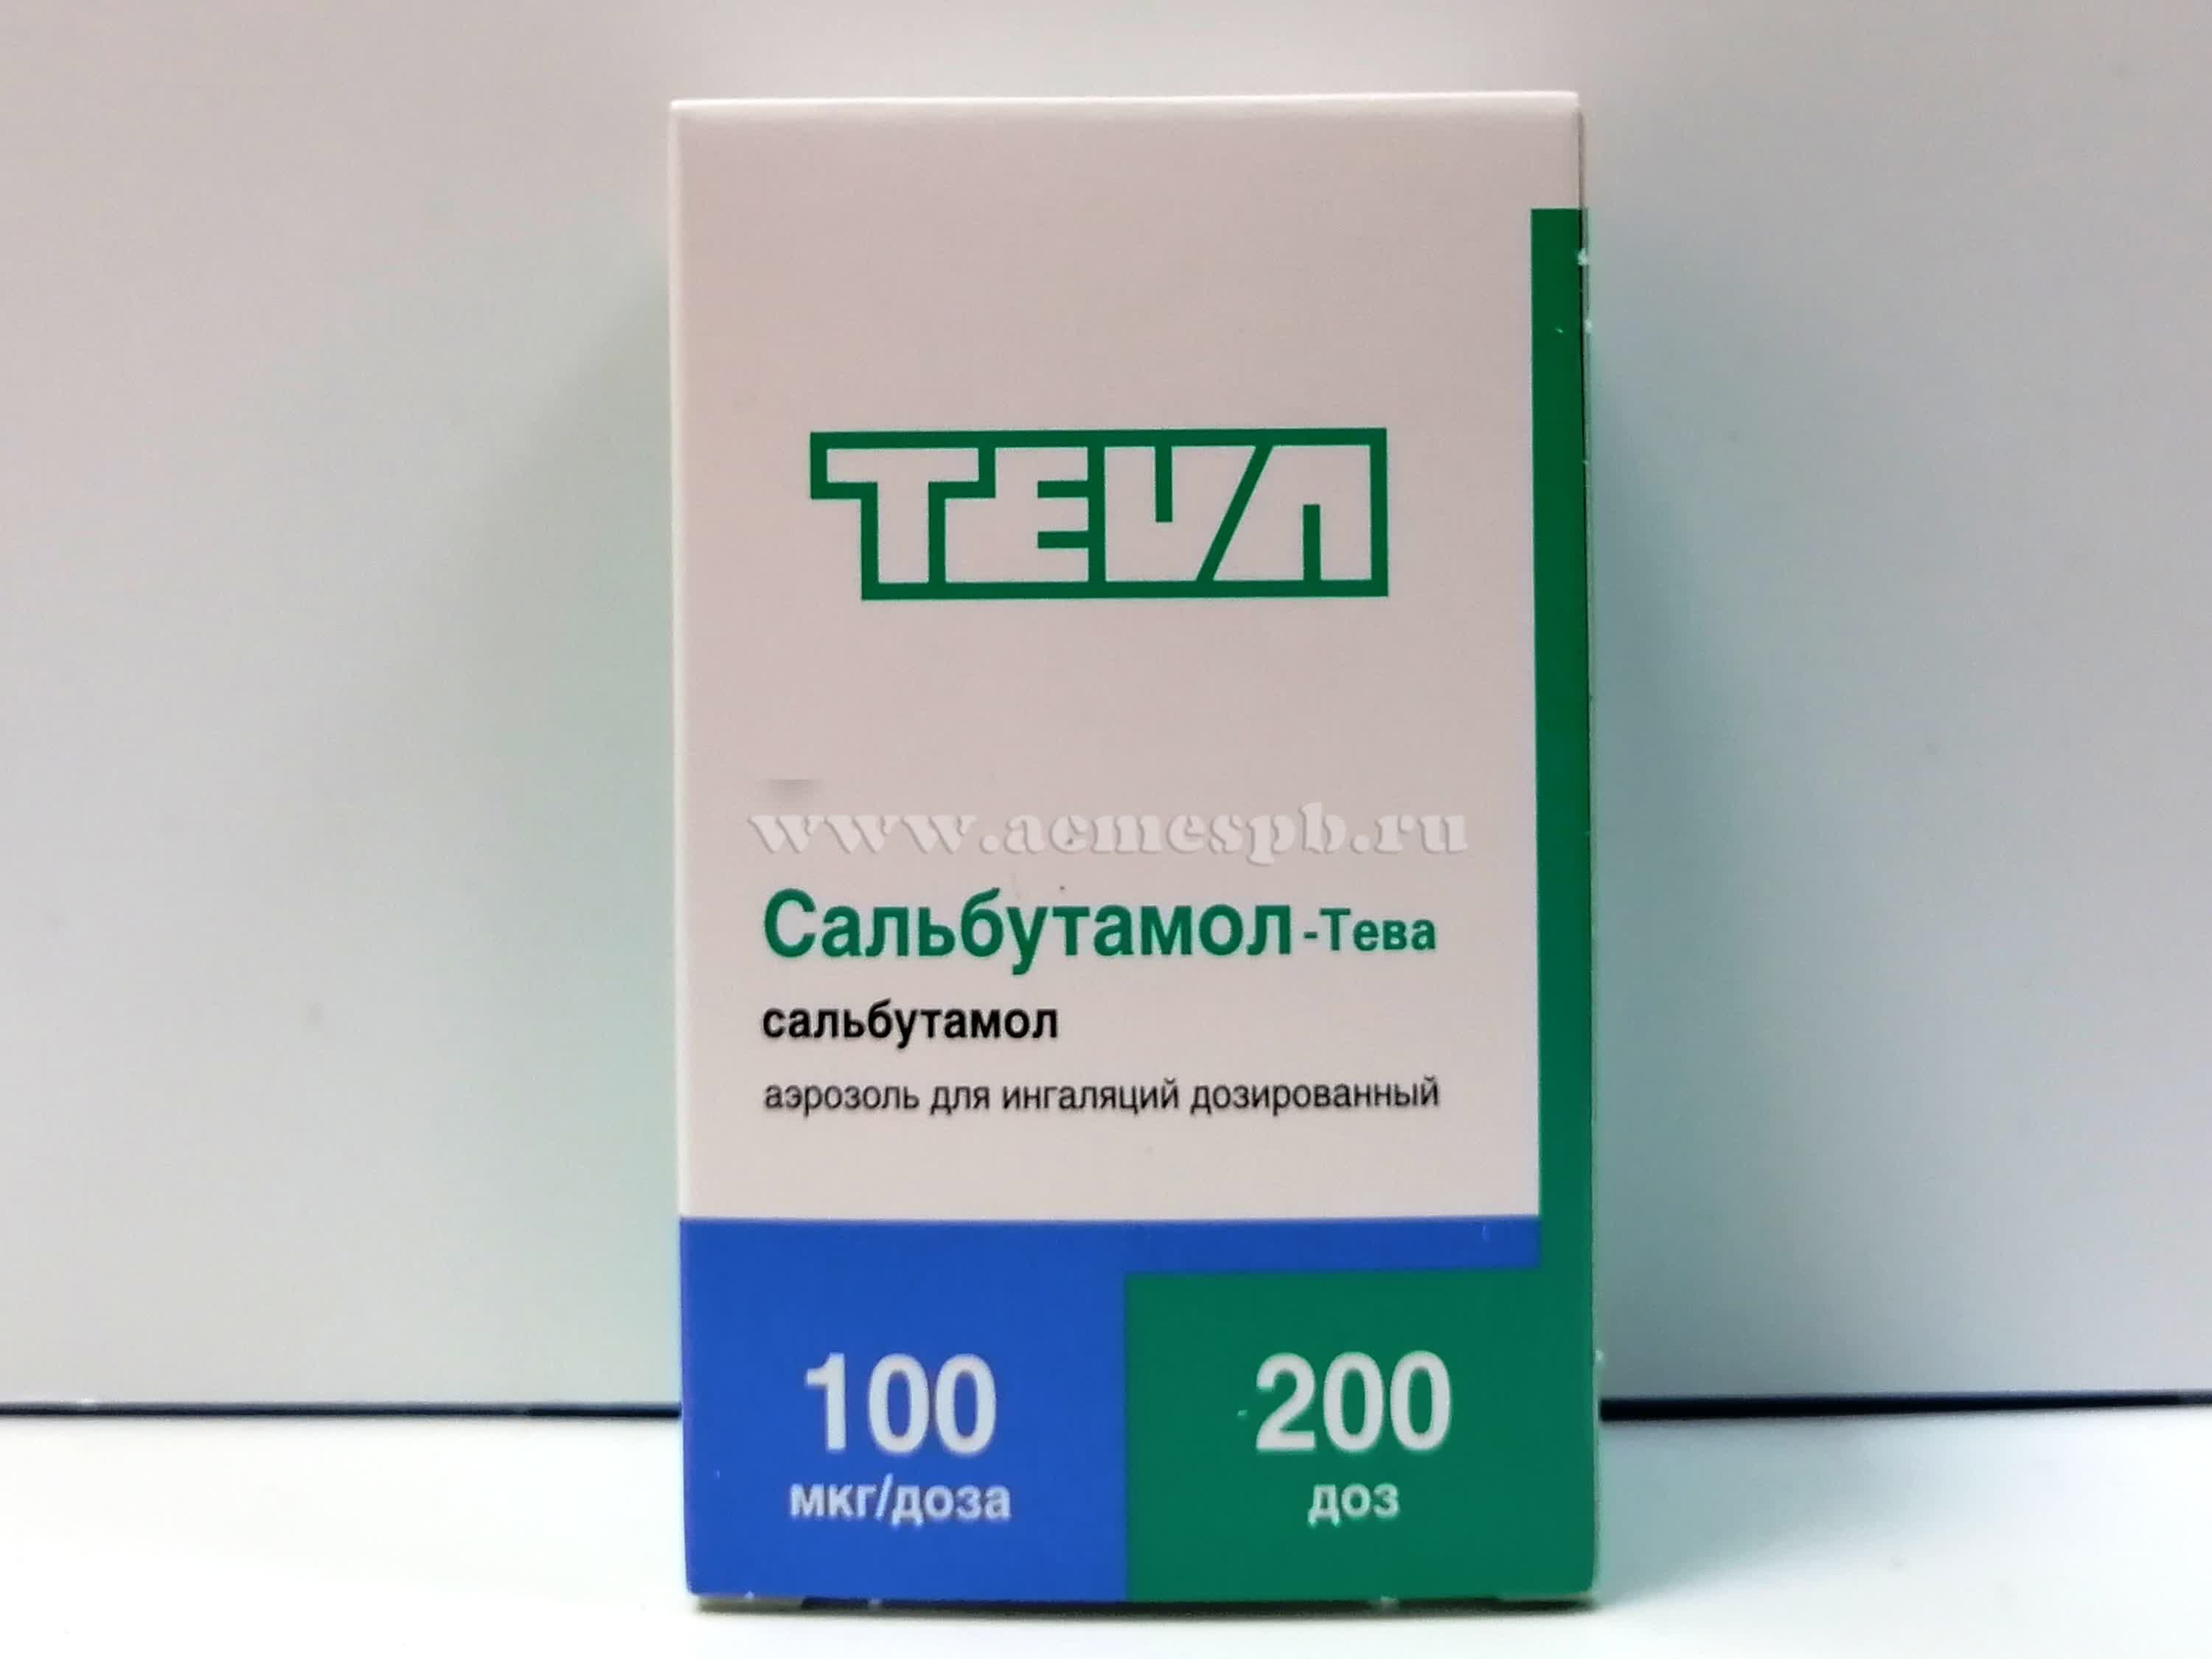 TEVA
www.acmespb.ru
Сальбутамол-Тева
сальбутамол
аэрозоль для ингаляций дозированный
100
мкг/доза
200
доз